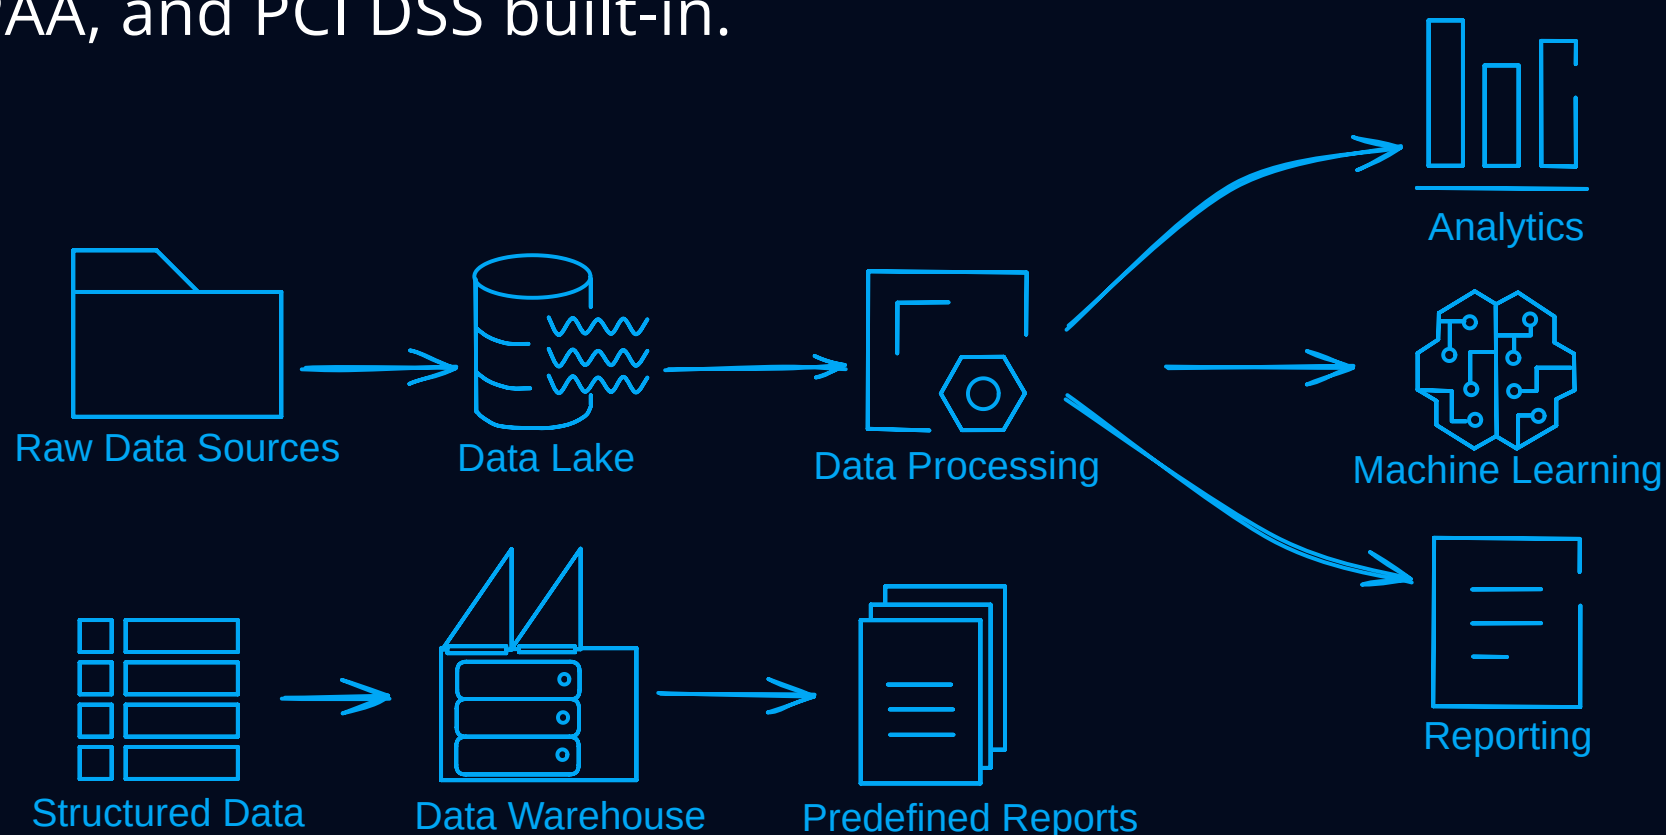 and PCI DSS built-in.
Analytics
Raw Data Sources
Data Lake
Data Processing
Machine Learning
Reporting
Structured Data
Data Warehouse
Predefined Reports